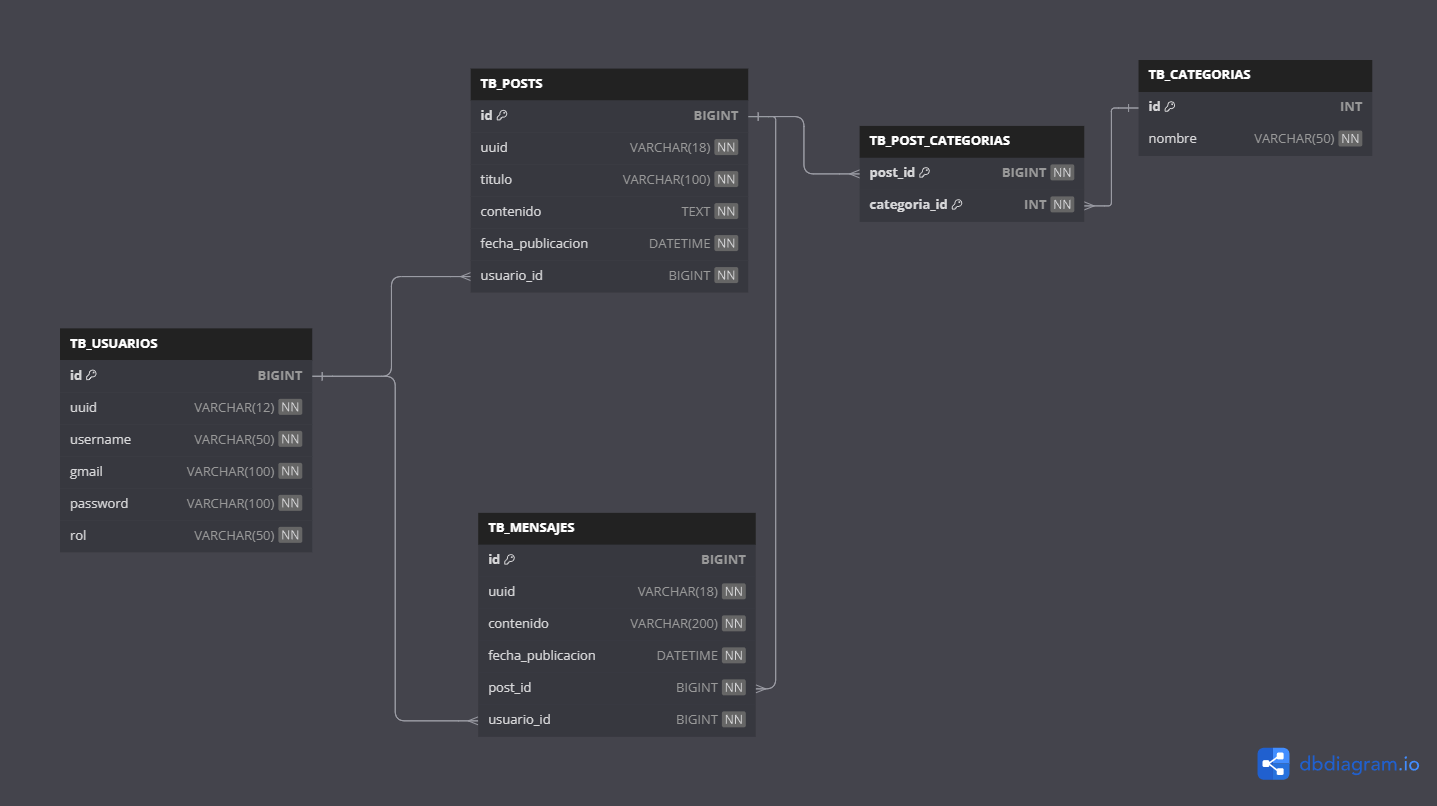 TB_POSTS
id BIGINT
uuid VARCHAR(18) NN
titulo VARCHAR(100) NN
contenido TEXT NN
fecha_publicacion DATETIME NN
usuario_id BIGINT NN
TB_POST_CATEGORIAS
post_id BIGINT NN
categoria_id INT NN
TB_CATEGORIAS
id INT
nombre VARCHAR(50) NN
TB_USUARIOS
id BIGINT
uuid VARCHAR(12) NN
username VARCHAR(50) NN
gmail VARCHAR(100) NN
password VARCHAR(100) NN
rol VARCHAR(50) NN
TB_MENSAJES
id BIGINT
uuid VARCHAR(18) NN
contenido VARCHAR(200) NN
fecha_publicacion DATETIME NN
post_id BIGINT NN
usuario_id BIGINT NN
dbdiagram.io